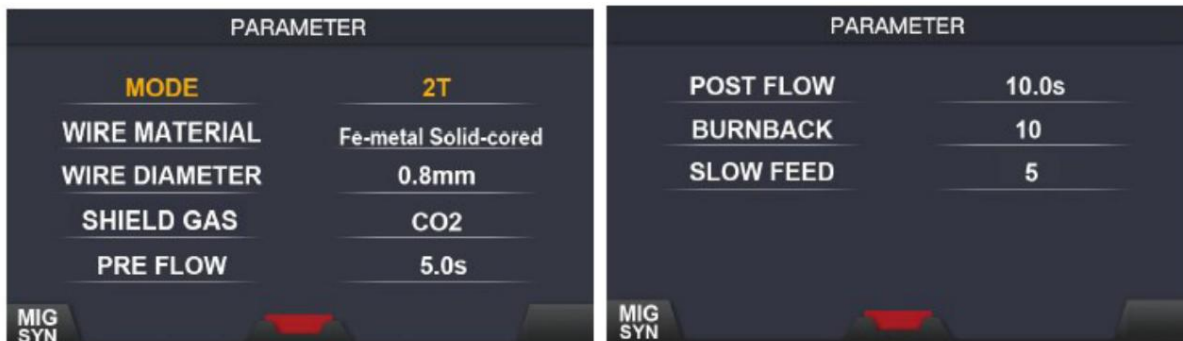 PARAMETER
MODE 2T
WIRE MATERIAL Fe-metal Solid-cored
WIRE DIAMETER 0.8mm
SHIELD GAS CO2
PRE FLOW 5.0s
MIG
SYN
PARAMETER
POST FLOW 10.0s
BURNBACK 10
SLOW FEED 5
MIG
SYN